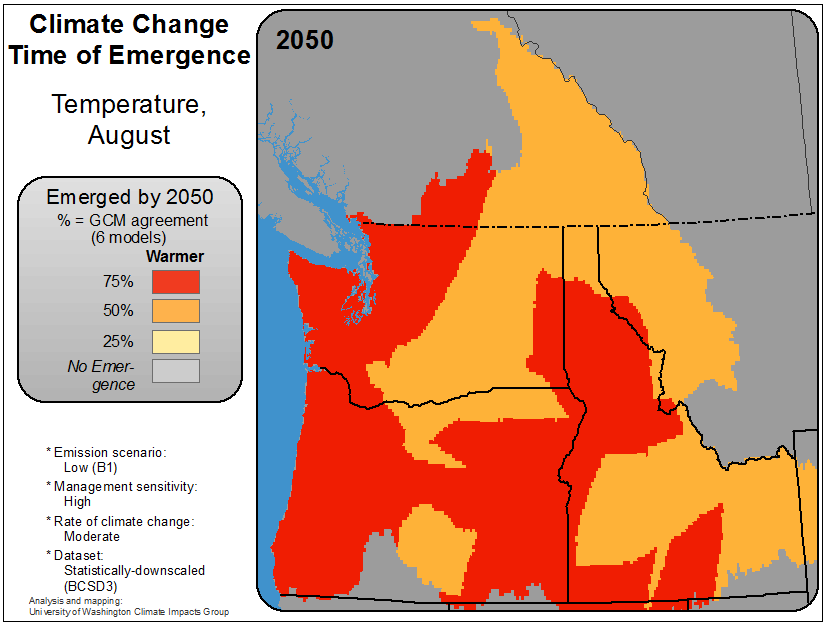 Climate Change
Time of Emergence
Temperature,
August
2050
Emerged by 2050
% = GCM agreement
(6 models)
Warmer
75%
50%
25%
No Emer-
gence
* Emission scenario:
Low (B1)
* Management sensitivity:
High
* Rate of climate change:
Moderate
* Dataset:
Statistically-downscaled
(BCSD3)
Analysis and mapping:
University of Washington Climate Impacts Group